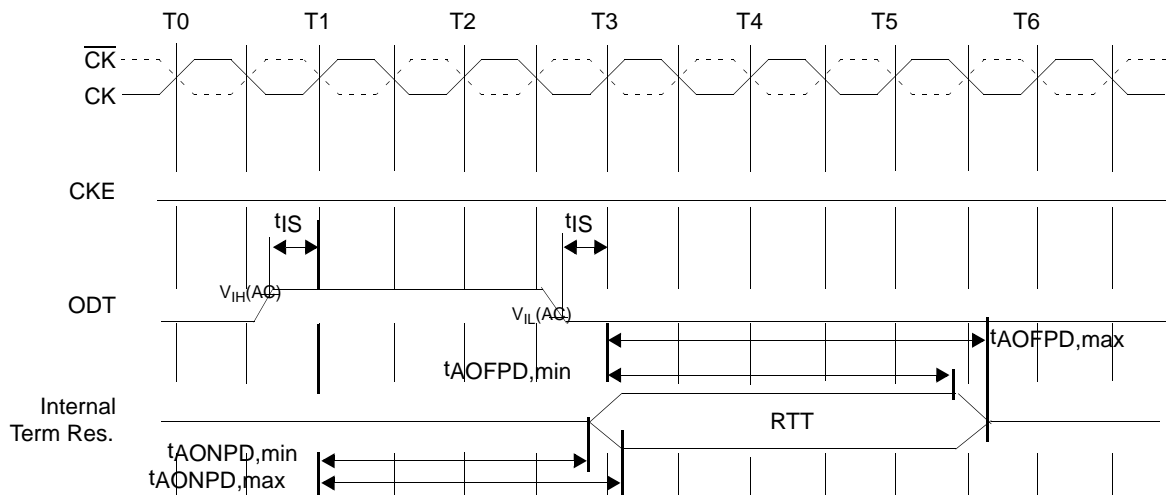 T0 T1 T2 T3 T4 T5 T6
CK
CK
CKE
tIS tIS
VIH(AC)
ODT
VIL(AC)
tAOFPD,max
tAOFPD,min
Internal
Term Res.
RTT
tAONPD,min
tAONPD,max